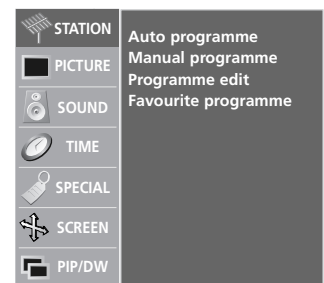 STATION
PICTURE
SOUND
TIME
SPECIAL
SCREEN
PIP/DW
Auto programme
Manual programme
Programme edit
Favourite programme